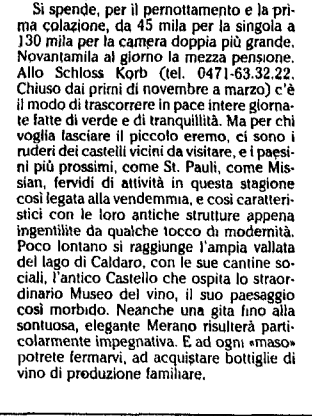 Si spende, per il pernottamento e la pri-
ma colazione, da 45 mila per la singola a
130 mila per la camera doppia più grande.
Novantamila al giorno la mezza pensione.
Allo Schloss Korb (tel. 0471-63.32.22.
Chiuso dai primi di novembre a marzo) c'è
il modo di trascorrere in pace intere giorna-
te fatte di verde e di tranquillità. Ma per chi
voglia lasciare il piccolo eremo, ci sono i
ruderi dei castelli vicini da visitare, e i paesi-
ni più prossimi, come St. Pauli, come Mis-
sian, fervidi di attività in questa stagione
così legata alla vendemmia, e così caratteri-
stici con le loro antiche strutture appena
ingentilite da qualche tocco di modernità.
Poco lontano si raggiunge l'ampia vallata
del lago di Caldaro, con le sue cantine so-
ciali, l'antico Castello che ospita lo straor-
dinario Museo del vino, il suo paesaggio
così morbido. Neanche una gita fino alla
sontuosa, elegante Merano risulterà parti-
colarmente impegnativa. E ad ogni «maso»
potrete fermarvi, ad acquistare bottiglie di
vino di produzione familiare.